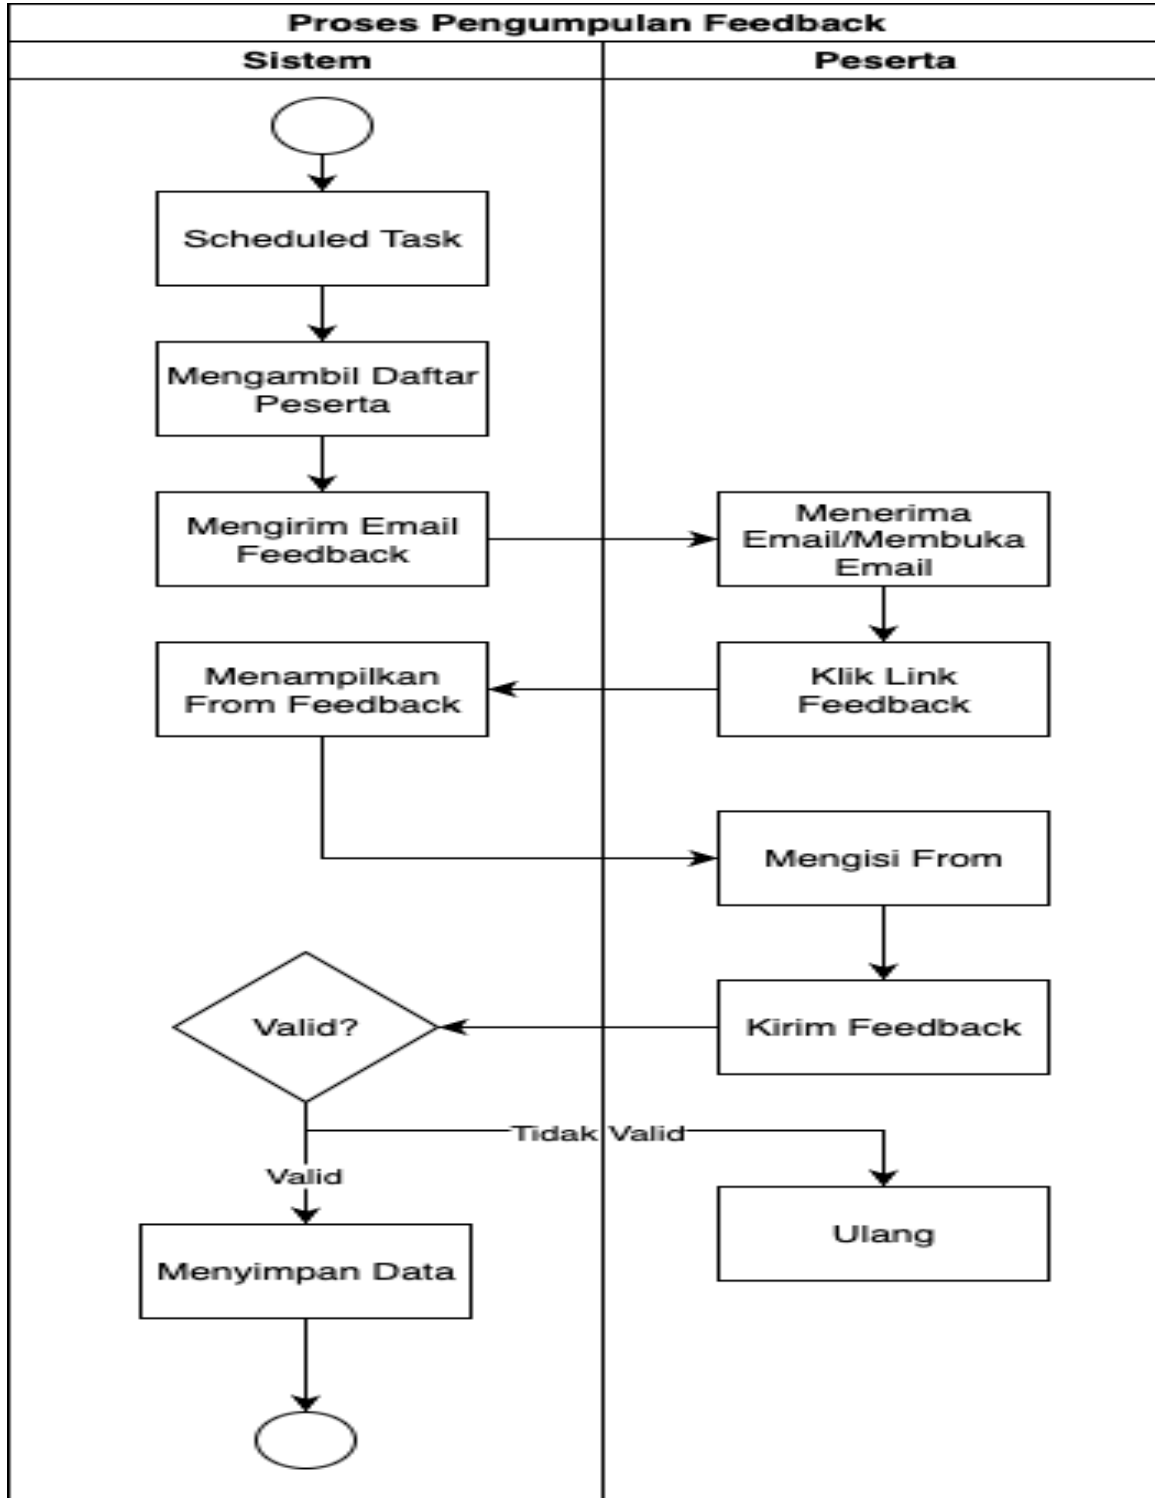 Proses Pengumpulan Feedback
Sistem
Peserta
Scheduled Task
Mengambil Daftar
Peserta
Mengirim Email
Feedback
Menerima
Email/Membuka
Email
Menampilkan
From Feedback
Klik Link
Feedback
Mengisi From
Valid?
Kirim Feedback
Tidak Valid
Valid
Ulang
Menyimpan Data